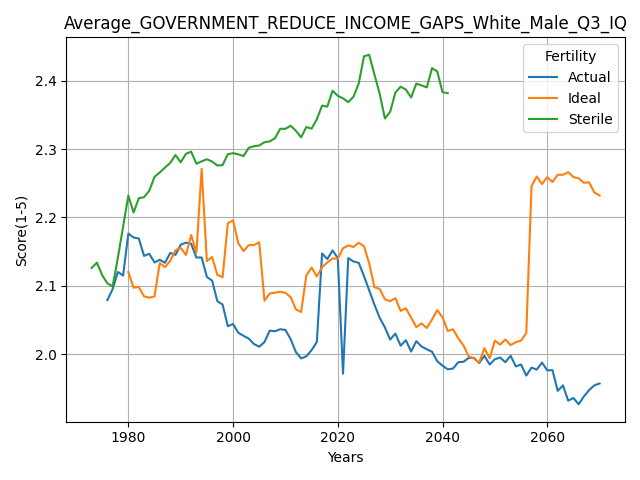 Average_GOVERNMENT_REDUCE_INCOME_GAPS_White_Male_Q3_IQ
Fertility
Actual
Ideal
Sterile
Score(1-5)
2.4
2.3
2.2
2.1
2.0
1980
2000
2020
2040
2060
Years